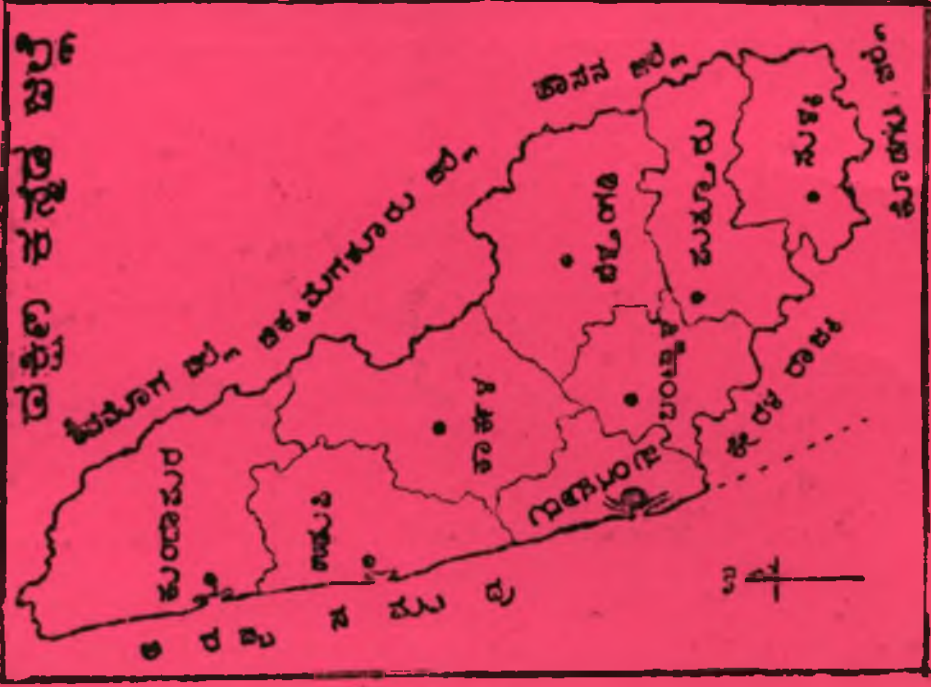 ದಕ್ಷಿಣ ಕನ್ನಡ ಜಿಲ್ಲೆ
ಶಿವಮೊಗ ಜಿಲ್ಲೆ
ಚಿಕ್ಕಮಗಳೂರು ಜಿಲ್ಲೆ
ಹಾಸನ ಜಿಲ್ಲೆ
ಕೊಡಗು ಜಿಲ್ಲೆ
ಕುಂದಾಪುರ
ಉಡುಪಿ
ಕಾರ್ಕಳ
ಬೆಳ್ತಂಗಡಿ
ಪುತ್ತೂರು
ಸುಳ್ಯ
ಬಂಟ್ವಾಳ
ಮಂಗಳೂರು
ಕೇರಳ ರಾಜ್ಯ
ಅರಬ್ಬಿ ಸಮುದ್ರ
ಉ